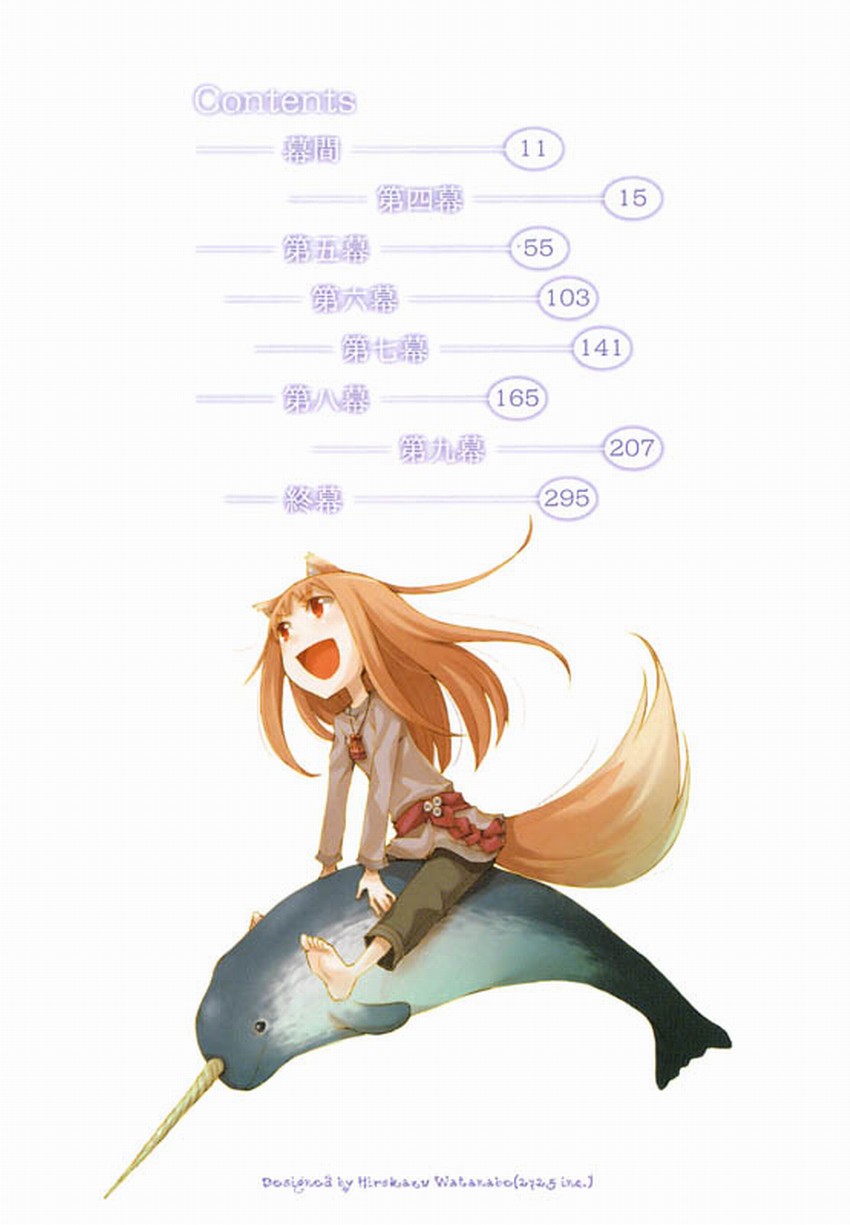 Contents
幕間 11
第四幕 15
第五幕 55
第六幕 103
第七幕 141
第八幕 165
第九幕 207
終幕 295
Designed by Hirokazu Watanabe(2725 inc.)